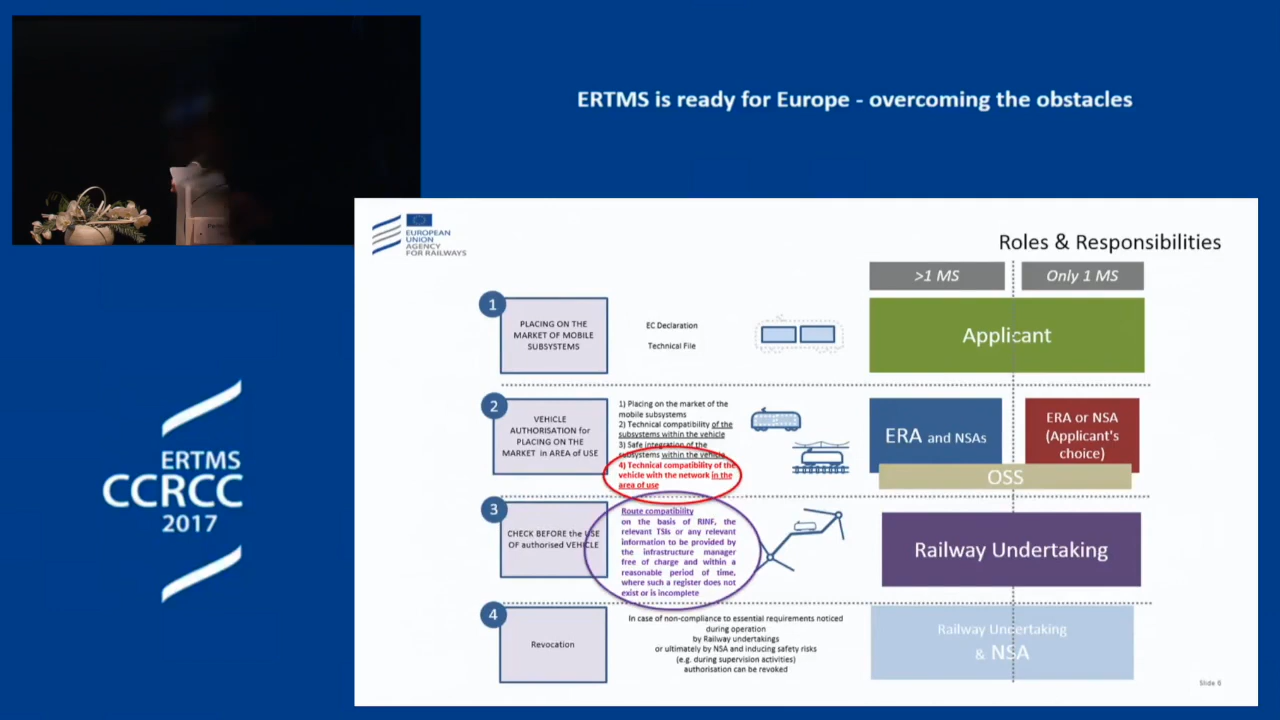 ERTMS is ready for Europe - overcoming the obstacles
EUROPEAN
UNION
AGENCY
FOR RAILWAYS
Roles & Responsibilities
>1 MS
Only 1 MS
1
PLACING ON THE
MARKET OF MOBILE
SUBSYSTEMS
EC Declaration
Technical File
Applicant
2
VEHICLE
AUTHORISATION for
PLACING ON THE
MARKET in AREA of USE
1) Placing on the market of the
mobile subsystems
2) Technical compatibility of the
subsystems within the vehicle
3) Safe integration of the
subsystems within the vehicle
4) Technical compatibility of the
vehicle with the network in the
area of use
ERA and NSAs
ERA or NSA
(Applicant's
choice)
OSS
3
CHECK BEFORE the USE
OF authorised VEHICLE
Route compatibility
on the basis of RINF, the
relevant TSIs or any relevant
information to be provided by
the infrastructure manager
free of charge and within a
reasonable period of time,
where such a register does not
exist or is incomplete
Railway Undertaking
4
Revocation
In case of non-compliance to essential requirements noticed
during operation
by Railway undertakings
or ultimately by NSA and inducing safety risks
(e.g. during supervision activities)
authorisation can be revoked
Railway Undertaking
& NSA
Slide 6
ERTMS
CCRCC
2017